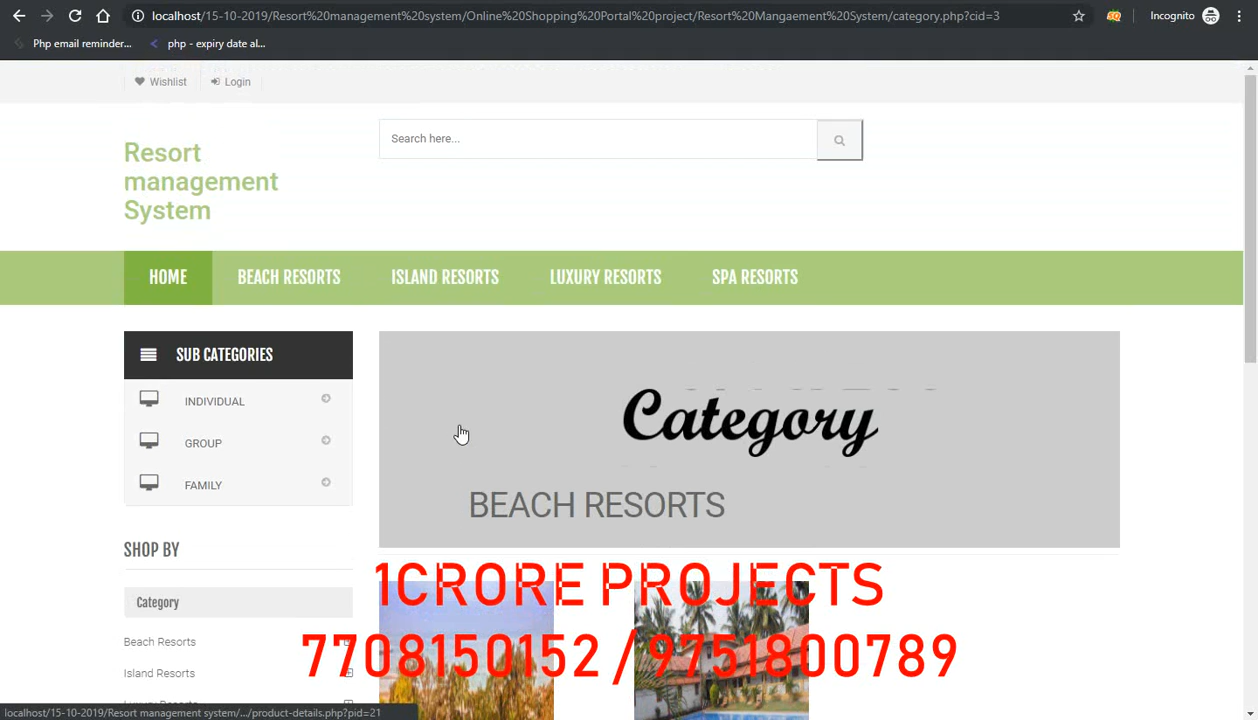 localhost/15-10-2019/Resort%20management%20system/Online%20Shopping%20Portal%20project/Resort%20Mangaement%20System/category.php?cid=3
Incognito
Php email reminder...
php - expiry date al...
Wishlist
Login
Search here...
Resort
management
System
HOME
BEACH RESORTS
ISLAND RESORTS
LUXURY RESORTS
SPA RESORTS
SUB CATEGORIES
INDIVIDUAL
GROUP
FAMILY
Category
BEACH RESORTS
SHOP BY
Category
Beach Resorts
Island Resorts
1CRORE PROJECTS
7708150152 / 9751800789
localhost/15-10-2019/Resort management system/.../product-details.php?pid=21